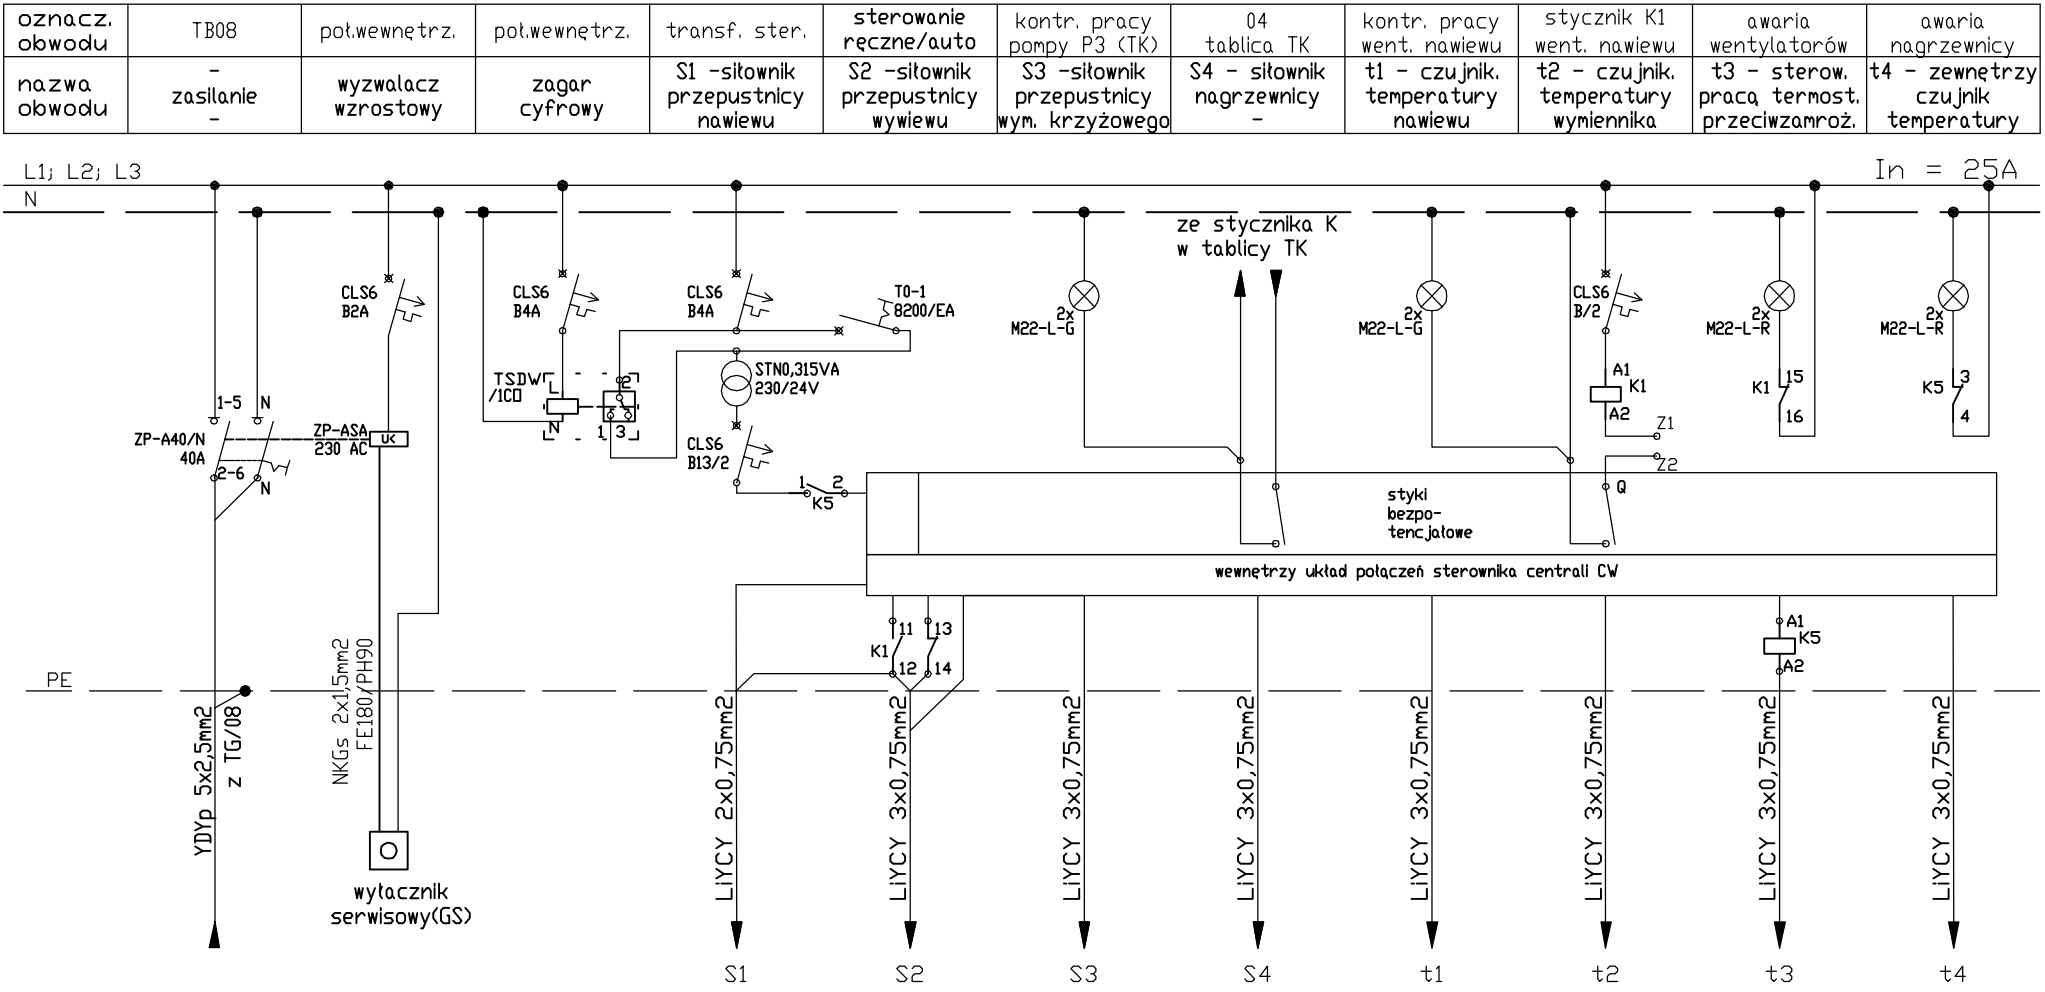 oznacz.
obwodu
TB08
poł.wewnętrz.
poł.wewnętrz.
transf. ster.
sterowanie
ręczne/auto
kontr. pracy
pompy P3 (TK)
04
tablica TK
kontr. pracy
went. nawiewu
stycznik K1
went. nawiewu
awaria
wentylatorów
awaria
nagrzewnicy
nazwa
obwodu
-
zasilanie
-
wyzwalacz
wzrostowy
zagar
cyfrowy
S1 -siłownik
przepustnicy
nawiewu
S2 -siłownik
przepustnicy
wywiewu
S3 -siłownik
przepustnicy
wym. krzyżowego
S4 - siłownik
nagrzewnicy
-
t1 - czujnik.
temperatury
nawiewu
t2 - czujnik.
temperatury
wymiennika
t3 - sterow.
pracą termost.
przeciwzamroż.
t4 - zewnętrzy
czujnik
temperatury
L1; L2; L3
In = 25A
N
ze stycznika K
w tablicy TK
CLS6
B2A
CLS6
B4A
CLS6
B4A
T0-1
8200/EA
2x
M22-L-G
2x
M22-L-G
CLS6
B/2
2x
M22-L-R
2x
M22-L-R
TSDW
/1CO
L
N
2
1 3
STN0,315VA
230/24V
A1
K1
A2
15
K1
16
3
K5
4
1-5 N
ZP-A40/N
40A
2-6
N
ZP-ASA
230 AC
U<
CLS6
B13/2
Z1
Z2
1 2
K5
Q
styki
bezpo-
tencjałowe
wewnętrzy układ połączeń sterownika centrali CW
11 13
K1
12 14
A1
K5
A2
PE
YDYp 5x2,5mm2
z TG/08
NKGs 2x1,5mm2
FE180/PH90
LiYCY 2x0,75mm2
LiYCY 3x0,75mm2
LiYCY 3x0,75mm2
LiYCY 3x0,75mm2
LiYCY 3x0,75mm2
LiYCY 3x0,75mm2
LiYCY 3x0,75mm2
LiYCY 3x0,75mm2
wyłacznik
serwisowy(GS)
S1
S2
S3
S4
t1
t2
t3
t4